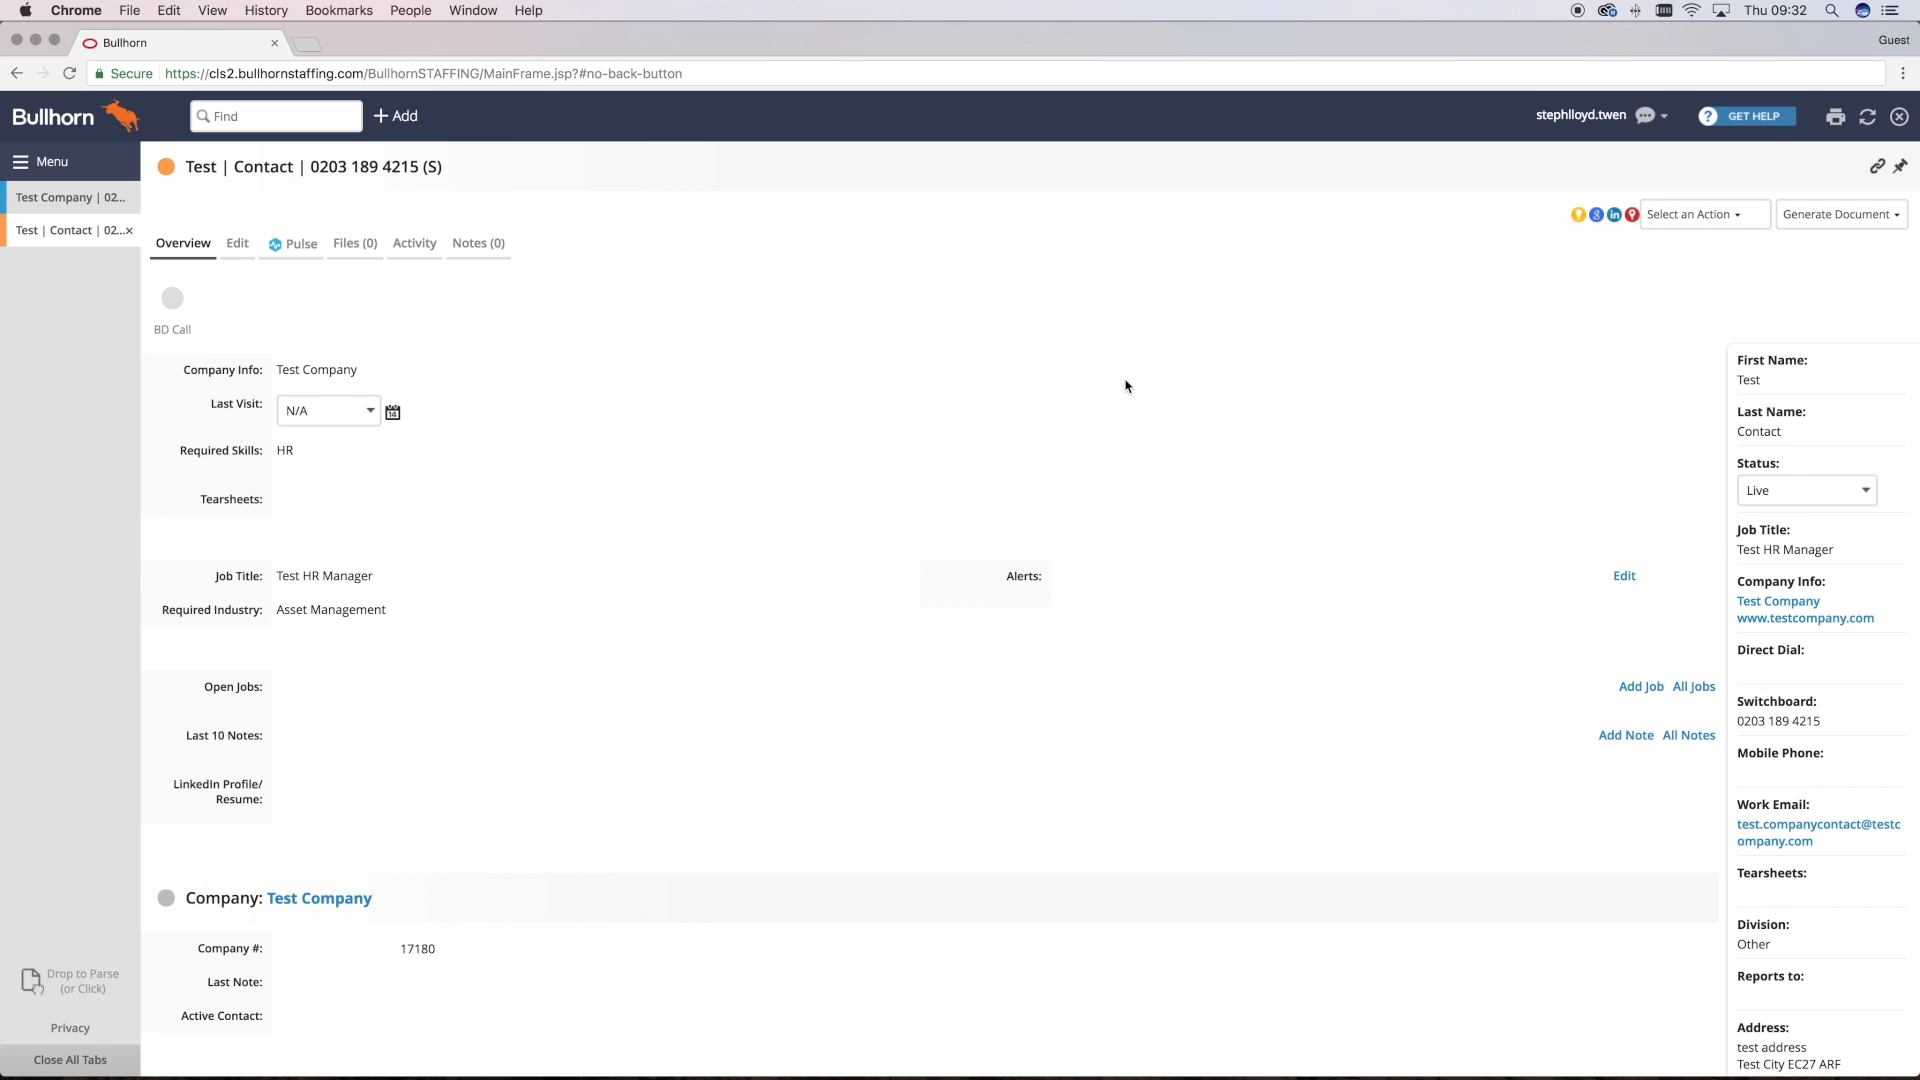 Chrome File Edit View History Bookmarks People Window Help Thu 09:32
Bullhorn Guest
Secure https://cls2.bullhornstaffing.com/BullhornSTAFFING/MainFrame.jsp?#no-back-button
Bullhorn Find + Add stephlloyd.twen ? GET HELP
Menu
Test | Contact | 0203 189 4215 (S)
Test Company | 02...
Test | Contact | 02...×
Select an Action Generate Document
Overview Edit Pulse Files (0) Activity Notes (0)
BD Call
Company Info: Test Company
Last Visit: N/A
Required Skills: HR
Tearsheets:
Job Title: Test HR Manager
Alerts: Edit
Required Industry: Asset Management
Open Jobs: Add Job All Jobs
Last 10 Notes: Add Note All Notes
LinkedIn Profile/
Resume:
Company: Test Company
Company #: 17180
Last Note:
Active Contact:
First Name:
Test
Last Name:
Contact
Status:
Live
Job Title:
Test HR Manager
Company Info:
Test Company
www.testcompany.com
Direct Dial:
Switchboard:
0203 189 4215
Mobile Phone:
Work Email:
test.companycontact@testc
ompany.com
Tearsheets:
Division:
Other
Reports to:
Address:
test address
Test City EC27 ARF
Drop to Parse
(or Click)
Privacy
Close All Tabs